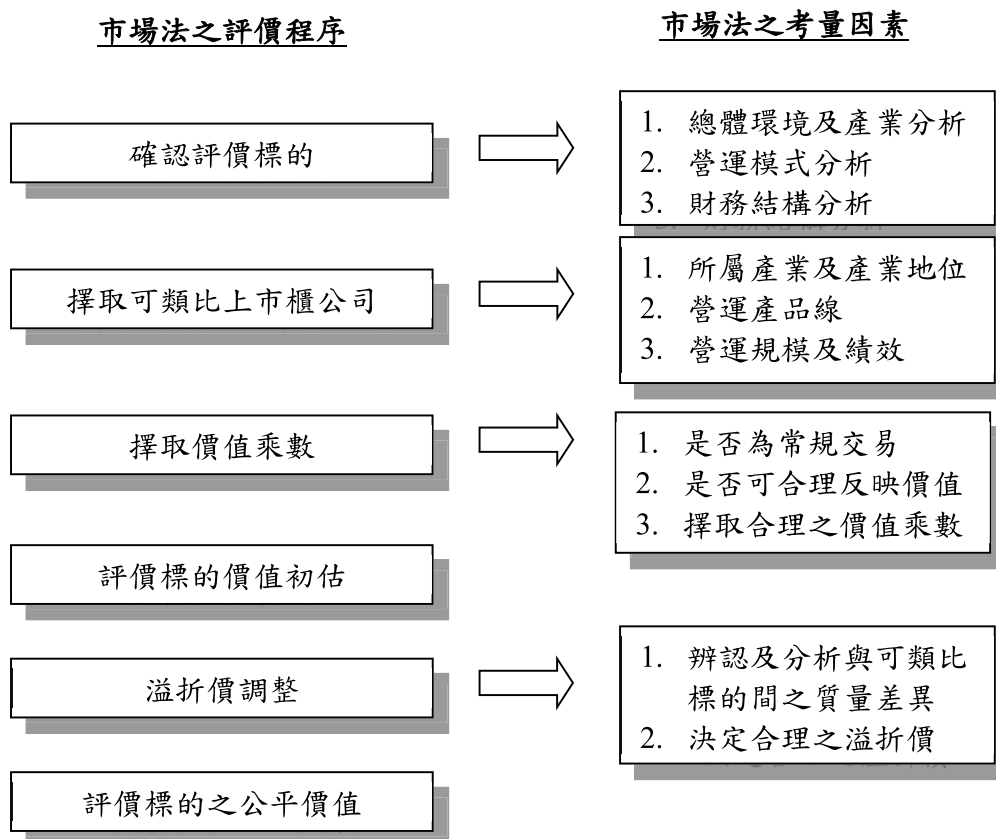 市場法之評價程序
市場法之考量因素
確認評價標的
1. 總體環境及產業分析
2. 營運模式分析
3. 財務結構分析
擇取可類比上市櫃公司
1. 所屬產業及產業地位
2. 營運產品線
3. 營運規模及績效
擇取價值乘數
1. 是否為常規交易
2. 是否可合理反映價值
3. 擇取合理之價值乘數
評價標的價值初估
溢折價調整
1. 辨認及分析與可類比
標的間之質量差異
2. 決定合理之溢折價
評價標的之公平價值